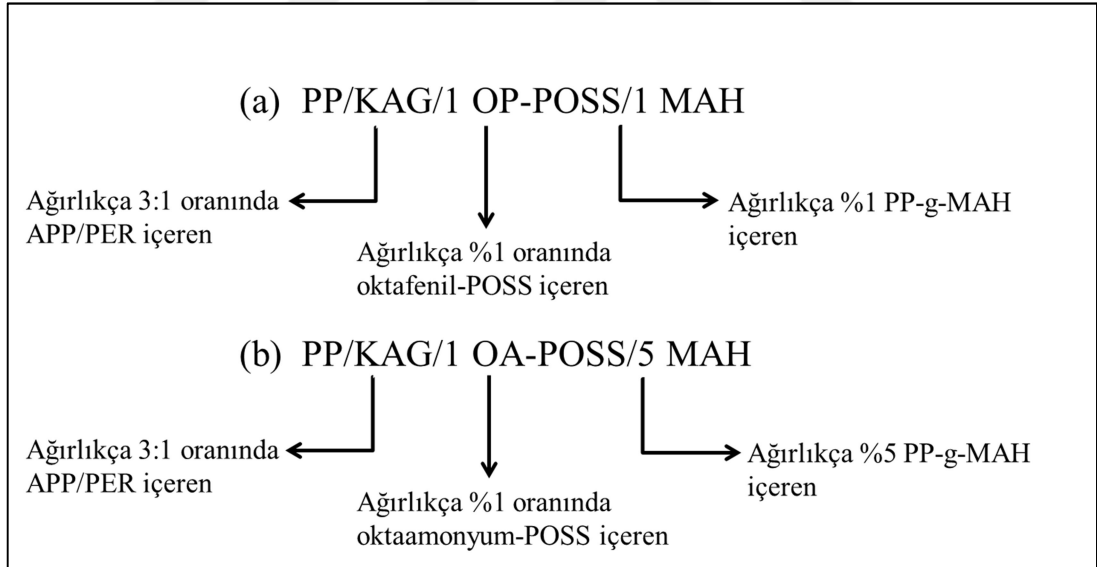 (a) PP/KAG/1 OP-POSS/1 MAH
Ağırlıkça 3:1 oranında
APP/PER içeren
Ağırlıkça %1 oranında
oktafenil-POSS içeren
Ağırlıkça %1 PP-g-MAH
içeren
(b) PP/KAG/1 OA-POSS/5 MAH
Ağırlıkça 3:1 oranında
APP/PER içeren
Ağırlıkça %1 oranında
oktaamonyum-POSS içeren
Ağırlıkça %5 PP-g-MAH
içeren